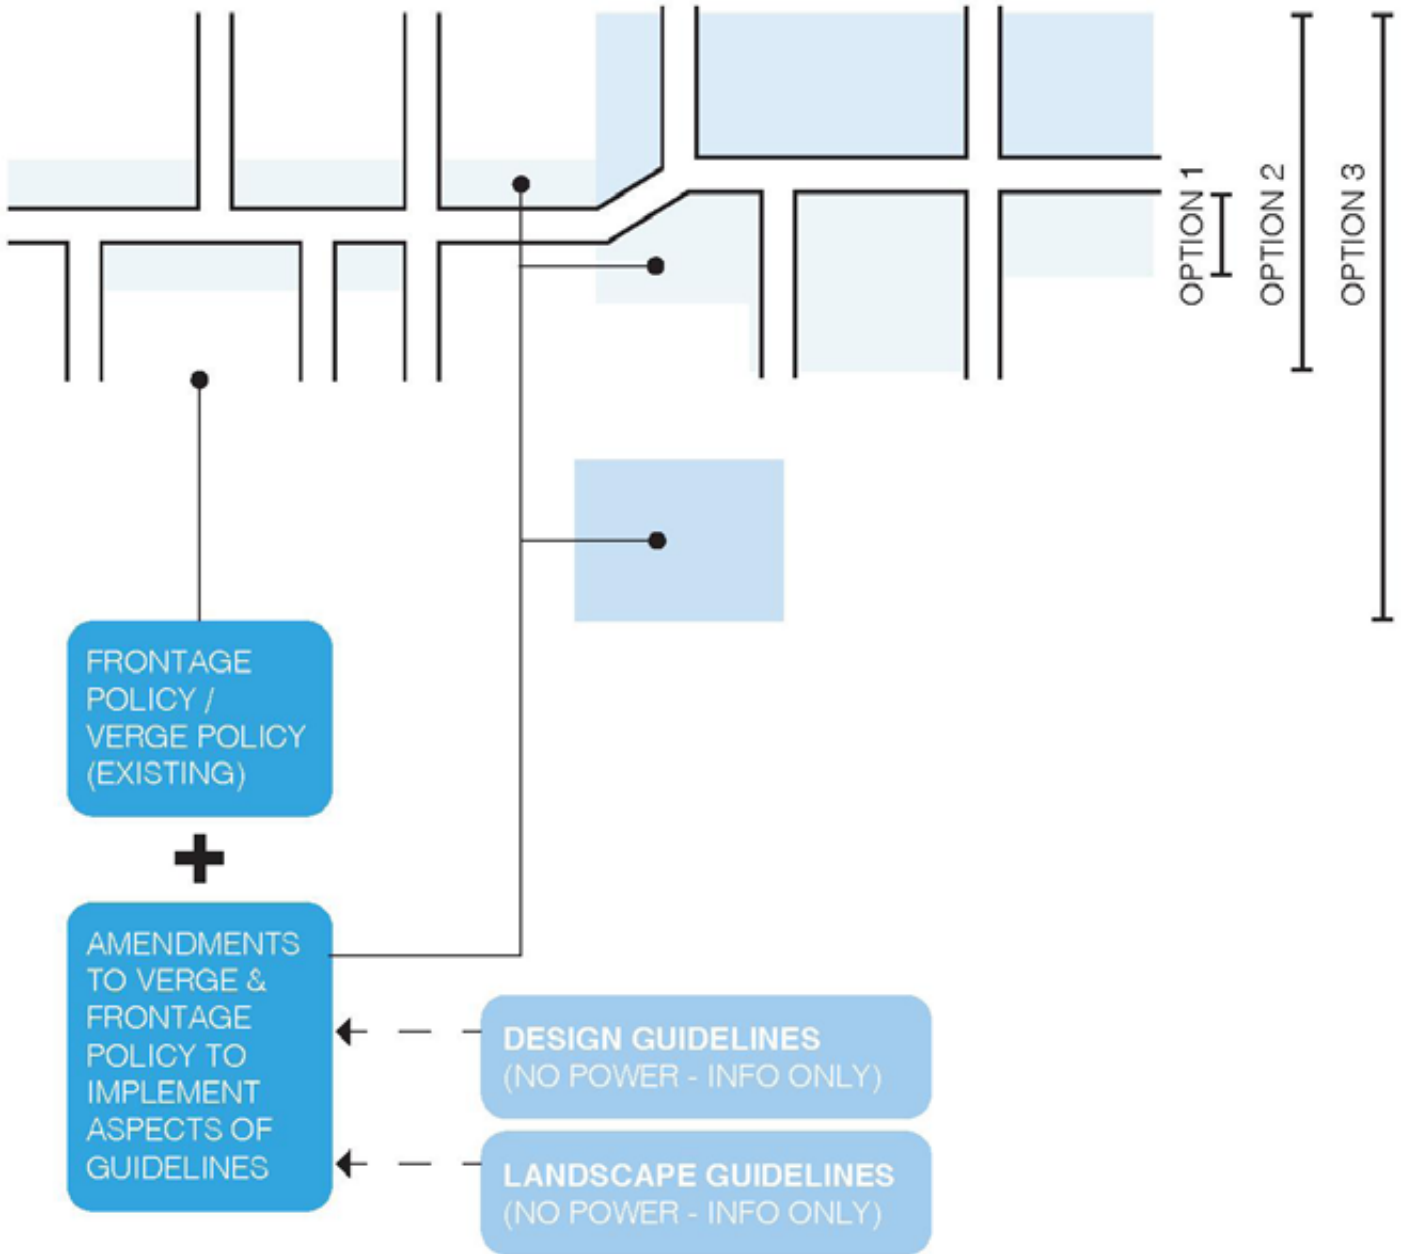 OPTION 1
OPTION 2
OPTION 3
FRONTAGE
POLICY /
VERGE POLICY
(EXISTING)
+
AMENDMENTS
TO VERGE &
FRONTAGE
POLICY TO
IMPLEMENT
ASPECTS OF
GUIDELINES
DESIGN GUIDELINES
(NO POWER - INFO ONLY)
LANDSCAPE GUIDELINES
(NO POWER - INFO ONLY)